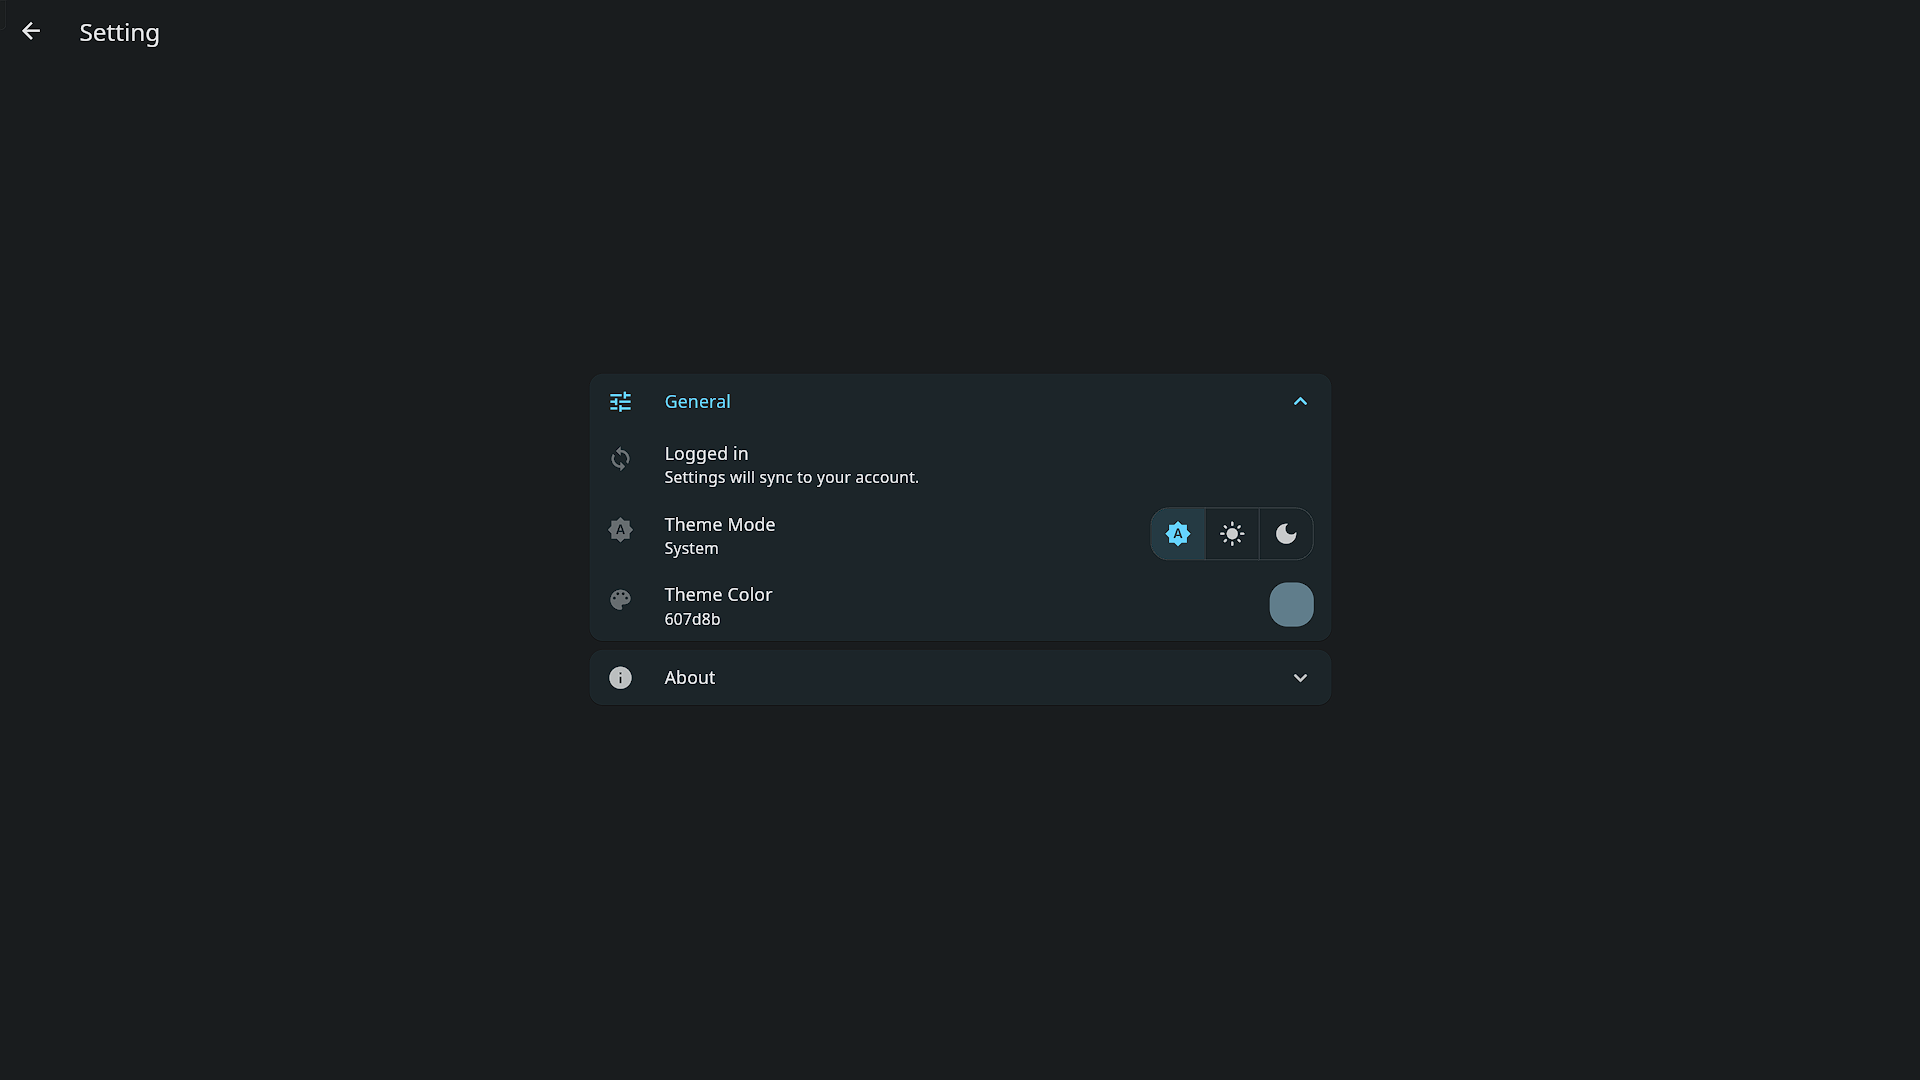 Setting
General
Logged in
Settings will sync to your account.
Theme Mode
System
Theme Color
607d8b
About